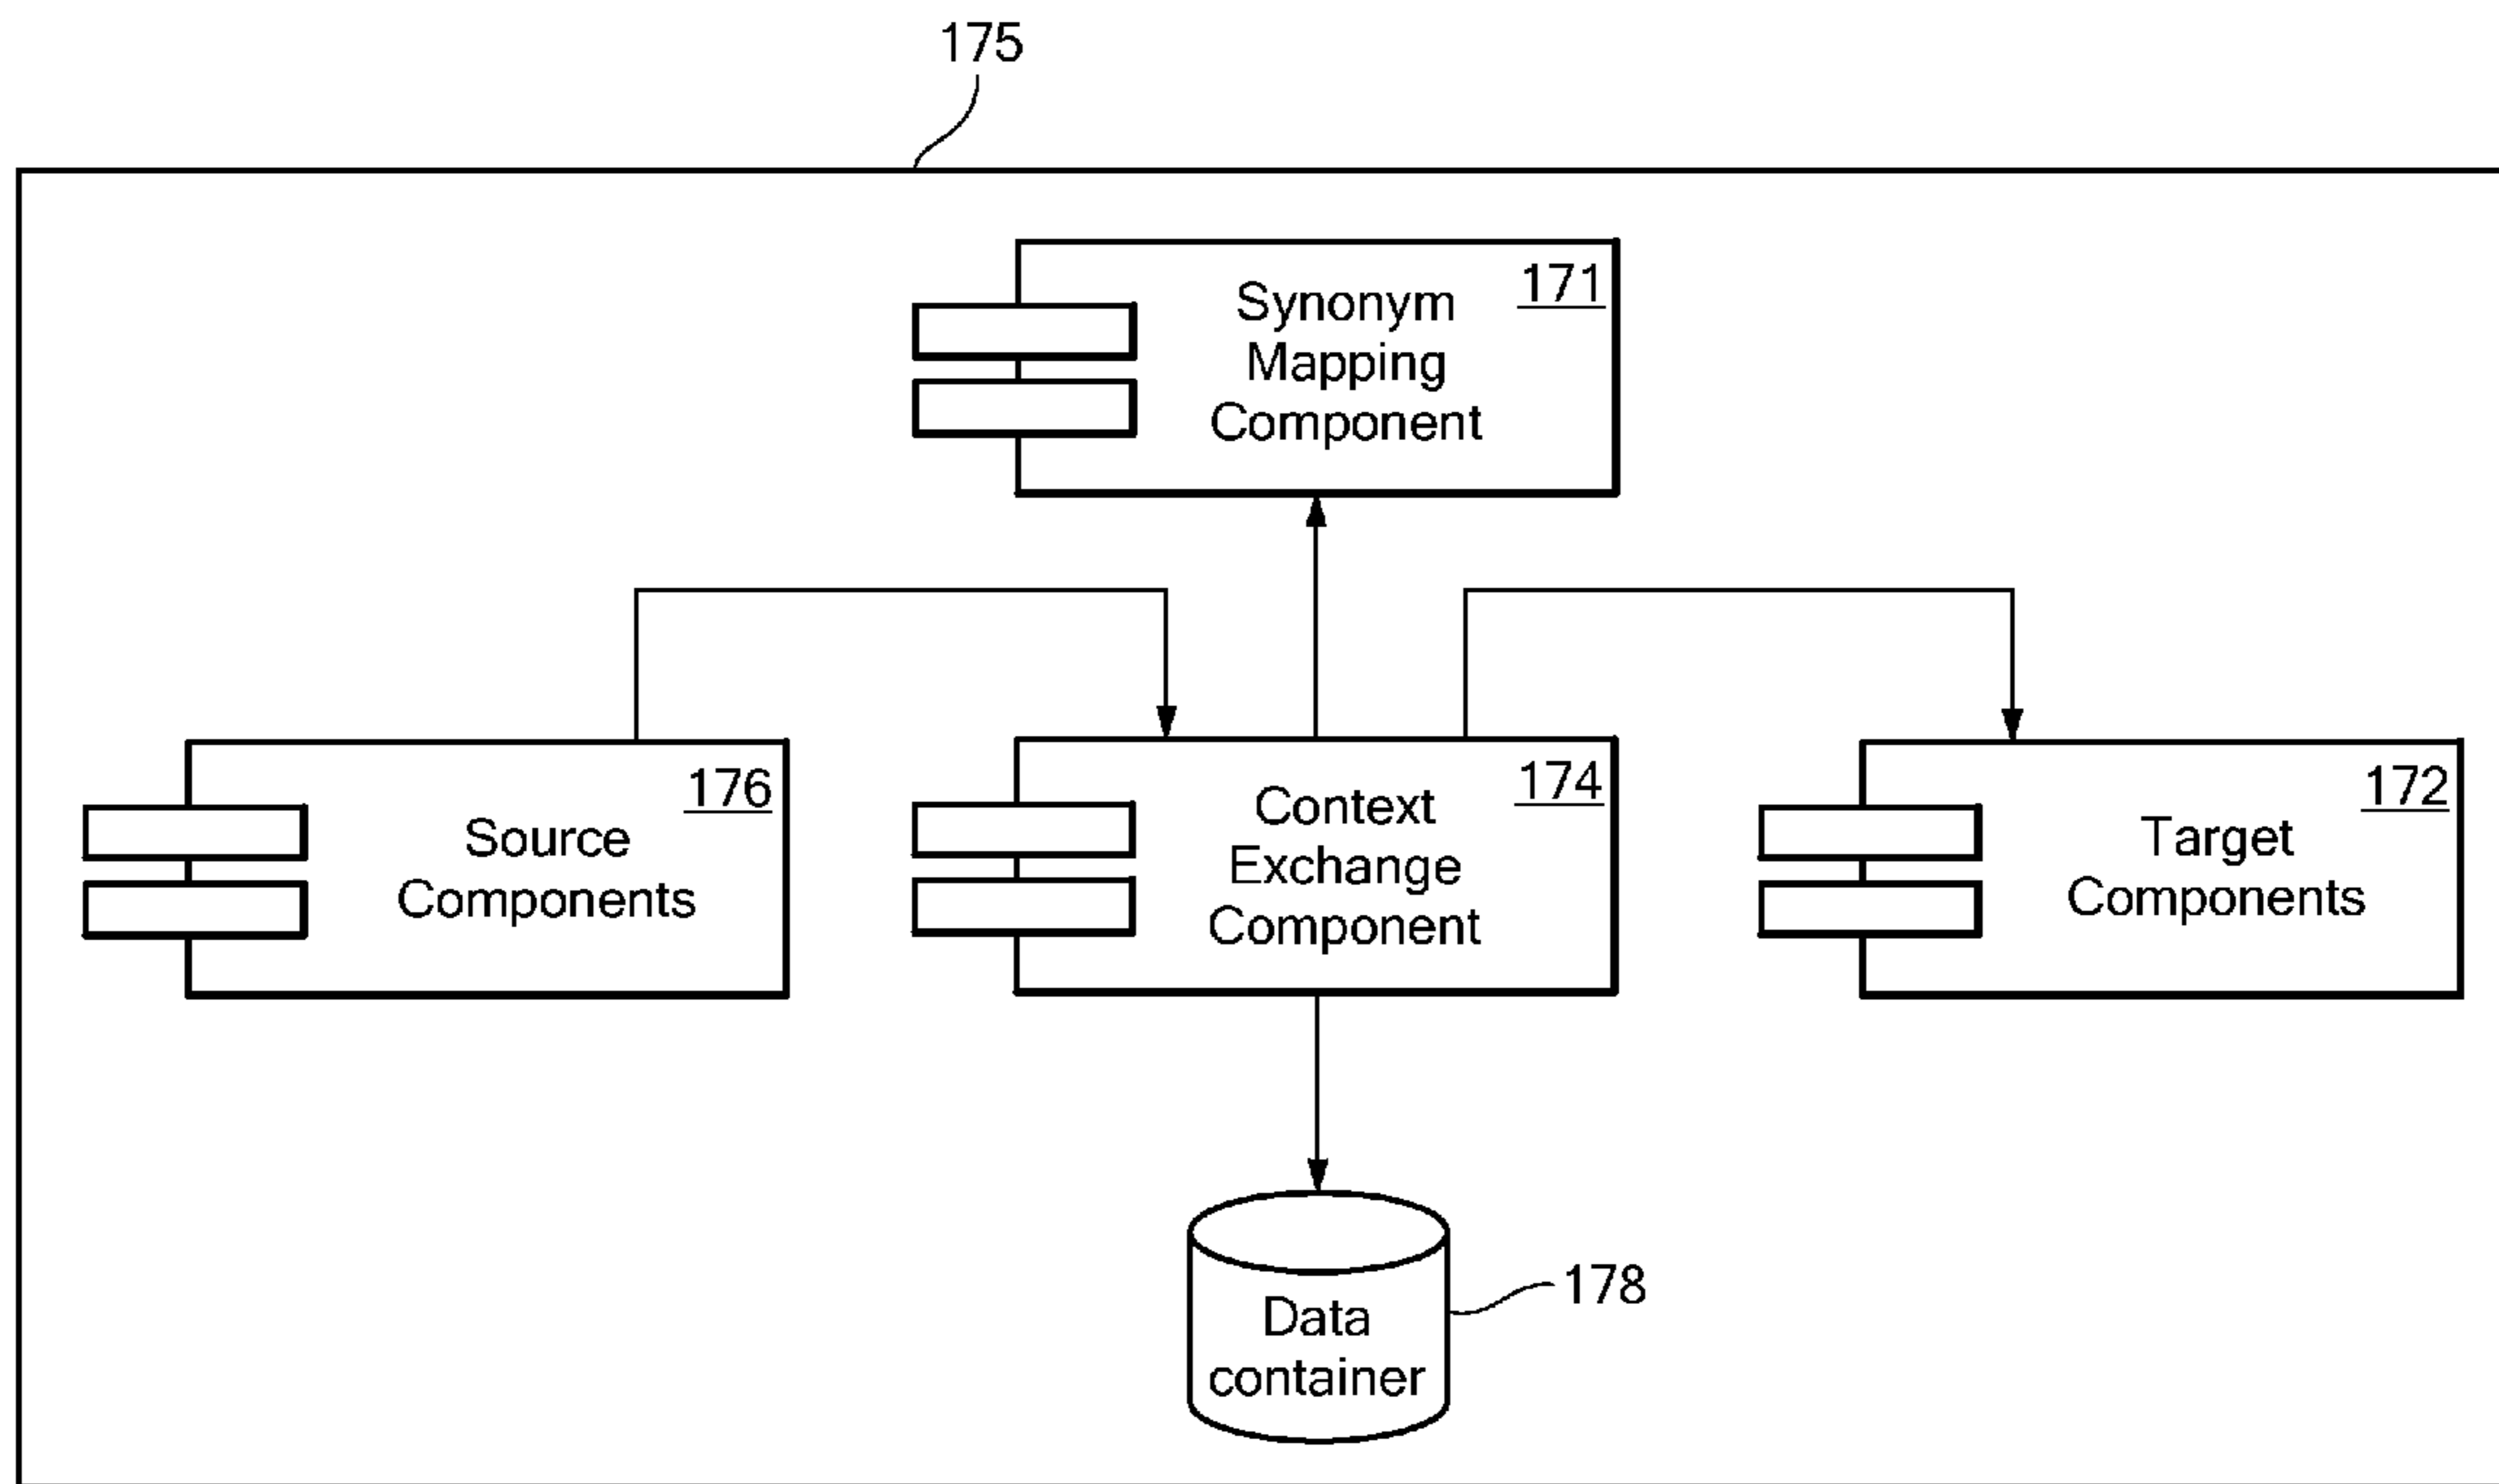 175
171
Synonym
Mapping
Component
176
Source
Components
174
Context
Exchange
Component
172
Target
Components
178
Data
container